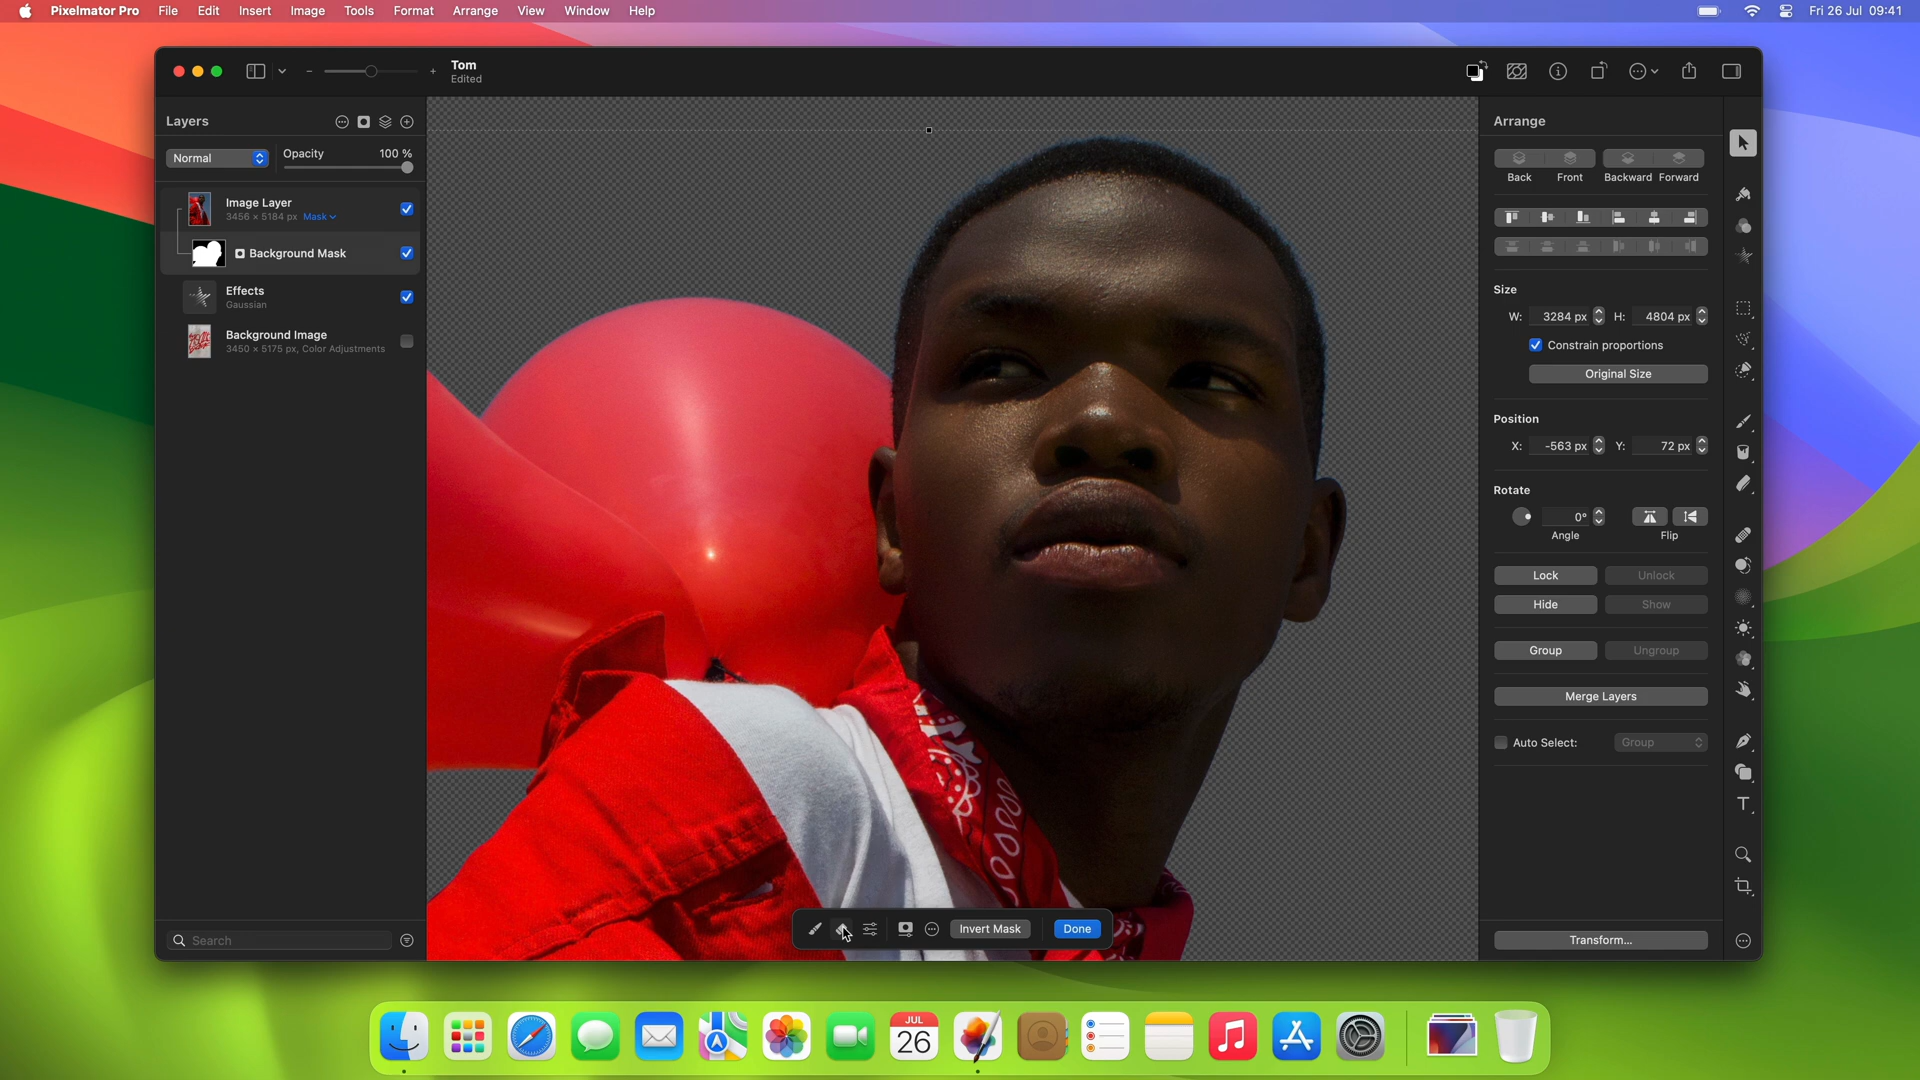 Pixelmator Pro File Edit Insert Image Tools Format Arrange View Window Help Fri 26 Jul 09:41
Tom
Edited
Layers
Normal Opacity 100 %
Image Layer
3456 × 5184 px Mask
Background Mask
Effects
Gaussian
Background Image
3450 × 5175 px, Color Adjustments
Search
Invert Mask Done
Arrange
Back Front Backward Forward
Size
W: 3284 px H: 4804 px
Constrain proportions
Original Size
Position
X: -563 px Y: 72 px
Rotate
0°
Angle Flip
Lock Unlock
Hide Show
Group Ungroup
Merge Layers
Auto Select: Group
Transform...
JUL
26